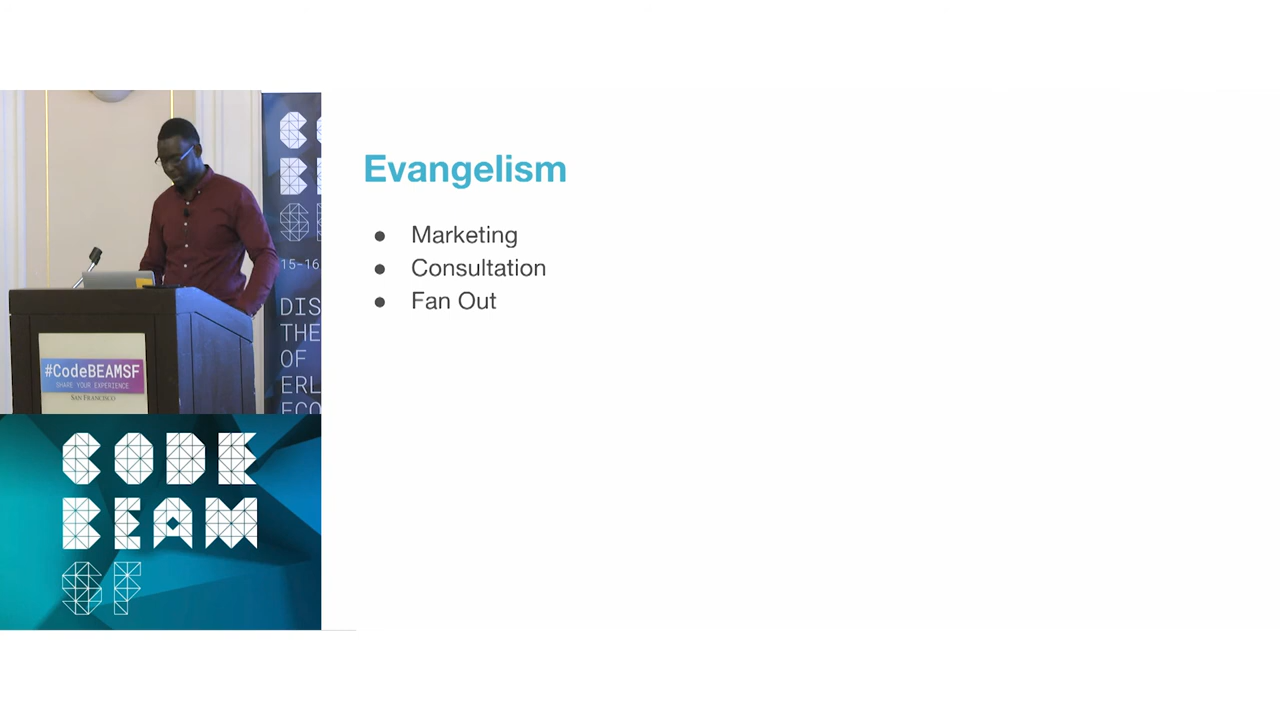 Evangelism
● Marketing
● Consultation
● Fan Out
15-16
DIS
THE
OF
ERL
ECO
#CodeBEAMSF
SHARE YOUR EXPERIENCE
SAN FRANCISCO
CODE
BEAM
SF